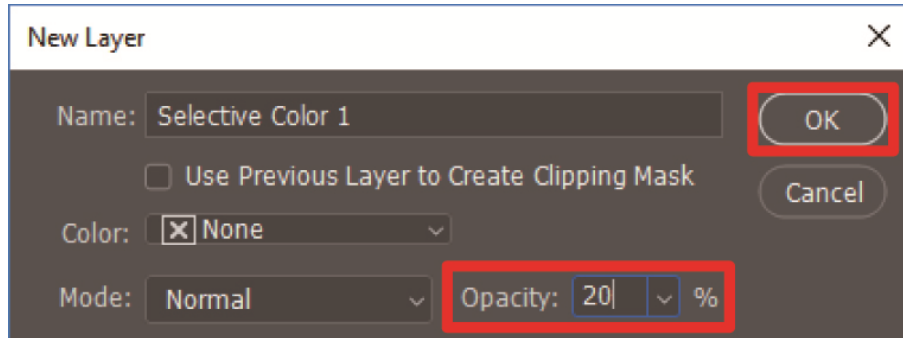 New Layer
Name: Selective Color 1
OK
Use Previous Layer to Create Clipping Mask
Cancel
Color: None
Mode: Normal
Opacity: 20 %